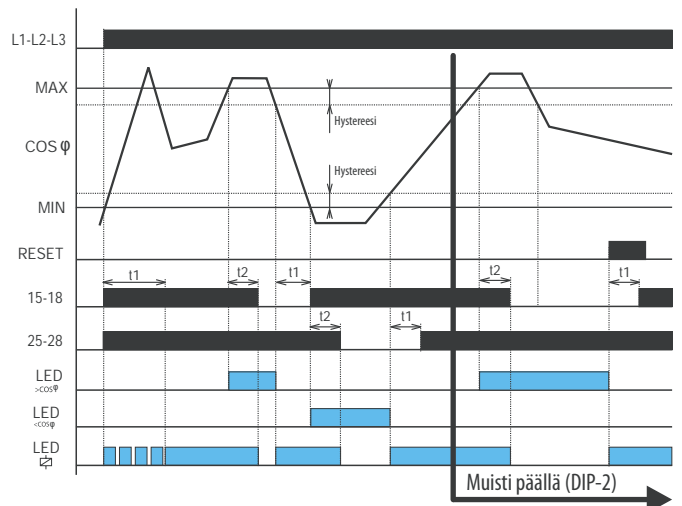 L1-L2-L3
MAX
Hystereesi
COS φ
Hystereesi
MIN
RESET
t1 t2 t1 t2 t1
15-18
t2 t1
25-28
LED
>cosφ
LED
<cosφ
LED
Muisti päällä (DIP-2)